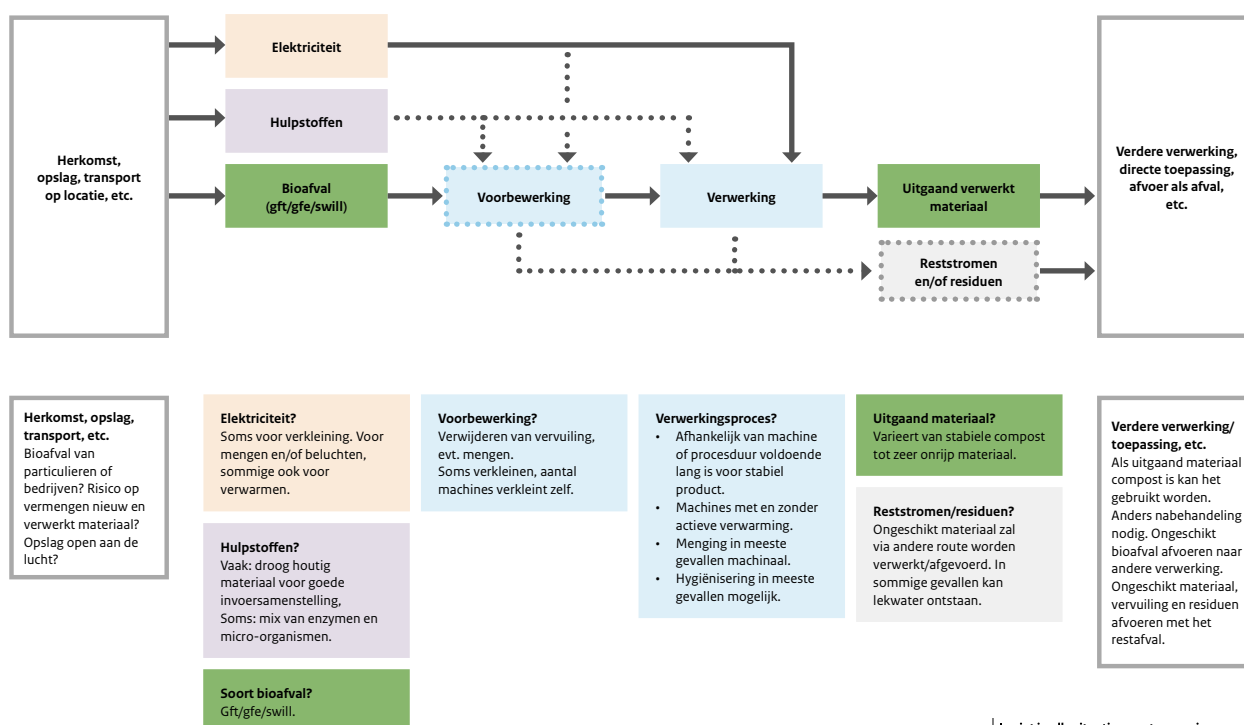 Herkomst,
opslag, transport
op locatie, etc.
Elektriciteit
Hulpstoffen
Bioafval
(gft/gfe/swill)
Voorbewerking
Verwerking
Uitgaand verwerkt
materiaal
Reststromen
en/of residuen
Verdere verwerking,
directe toepassing,
afvoer als afval,
etc.
Herkomst, opslag,
transport, etc.
Bioafval van
particulieren of
bedrijven? Risico op
vermengen nieuw en
verwerkt materiaal?
Opslag open aan de
lucht?
Elektriciteit?
Soms voor verkleining. Voor
mengen en/of beluchten,
sommige ook voor
verwarmen.
Hulpstoffen?
Vaak: droog houtig
materiaal voor goede
invoersamenstelling,
Soms: mix van enzymen en
micro-organismen.
Soort bioafval?
Gft/gfe/swill.
Voorbewerking?
Verwijderen van vervuiling,
evt. mengen.
Soms verkleinen, aantal
machines verkleint zelf.
Verwerkingsproces?
• Afhankelijk van machine
of procesduur voldoende
lang is voor stabiel
product.
• Machines met en zonder
actieve verwarming.
• Menging in meeste
gevallen machinaal.
• Hygiënisering in meeste
gevallen mogelijk.
Uitgaand materiaal?
Varieert van stabiele compost
tot zeer onrijp materiaal.
Reststromen/residuen?
Ongeschikt materiaal zal
via andere route worden
verwerkt/afgevoerd. In
sommige gevallen kan
lekwater ontstaan.
Verdere verwerking/
toepassing, etc.
Als uitgaand materiaal
compost is kan het
gebruikt worden.
Anders nabehandeling
nodig. Ongeschikt
bioafval afvoeren naar
andere verwerking.
Ongeschikt materiaal,
vervuiling en residuen
afvoeren met het
restafval.